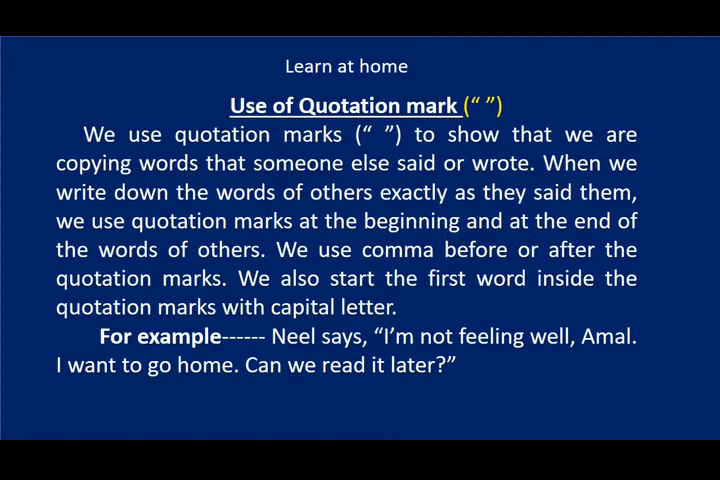 Learn at home
Use of Quotation mark (“ ”)
We use quotation marks (“ ”) to show that we are
copying words that someone else said or wrote. When we
write down the words of others exactly as they said them,
we use quotation marks at the beginning and at the end of
the words of others. We use comma before or after the
quotation marks. We also start the first word inside the
quotation marks with capital letter.
For example------ Neel says, “I’m not feeling well, Amal.
I want to go home. Can we read it later?”